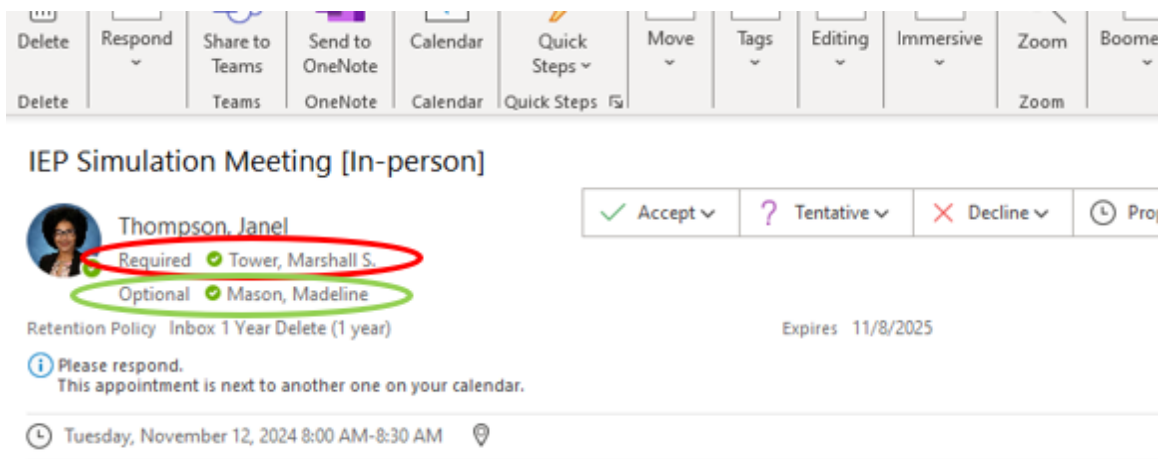 Delete Respond Share to Teams Send to OneNote Calendar Quick Steps Move Tags Editing Immersive Zoom
Delete Teams OneNote Calendar Quick Steps Zoom
IEP Simulation Meeting [In-person]
Accept Tentative Decline
Thompson, Janel
Required Tower, Marshall S.
Optional Mason, Madeline
Retention Policy Inbox 1 Year Delete (1 year) Expires 11/8/2025
Please respond.
This appointment is next to another one on your calendar.
Tuesday, November 12, 2024 8:00 AM-8:30 AM